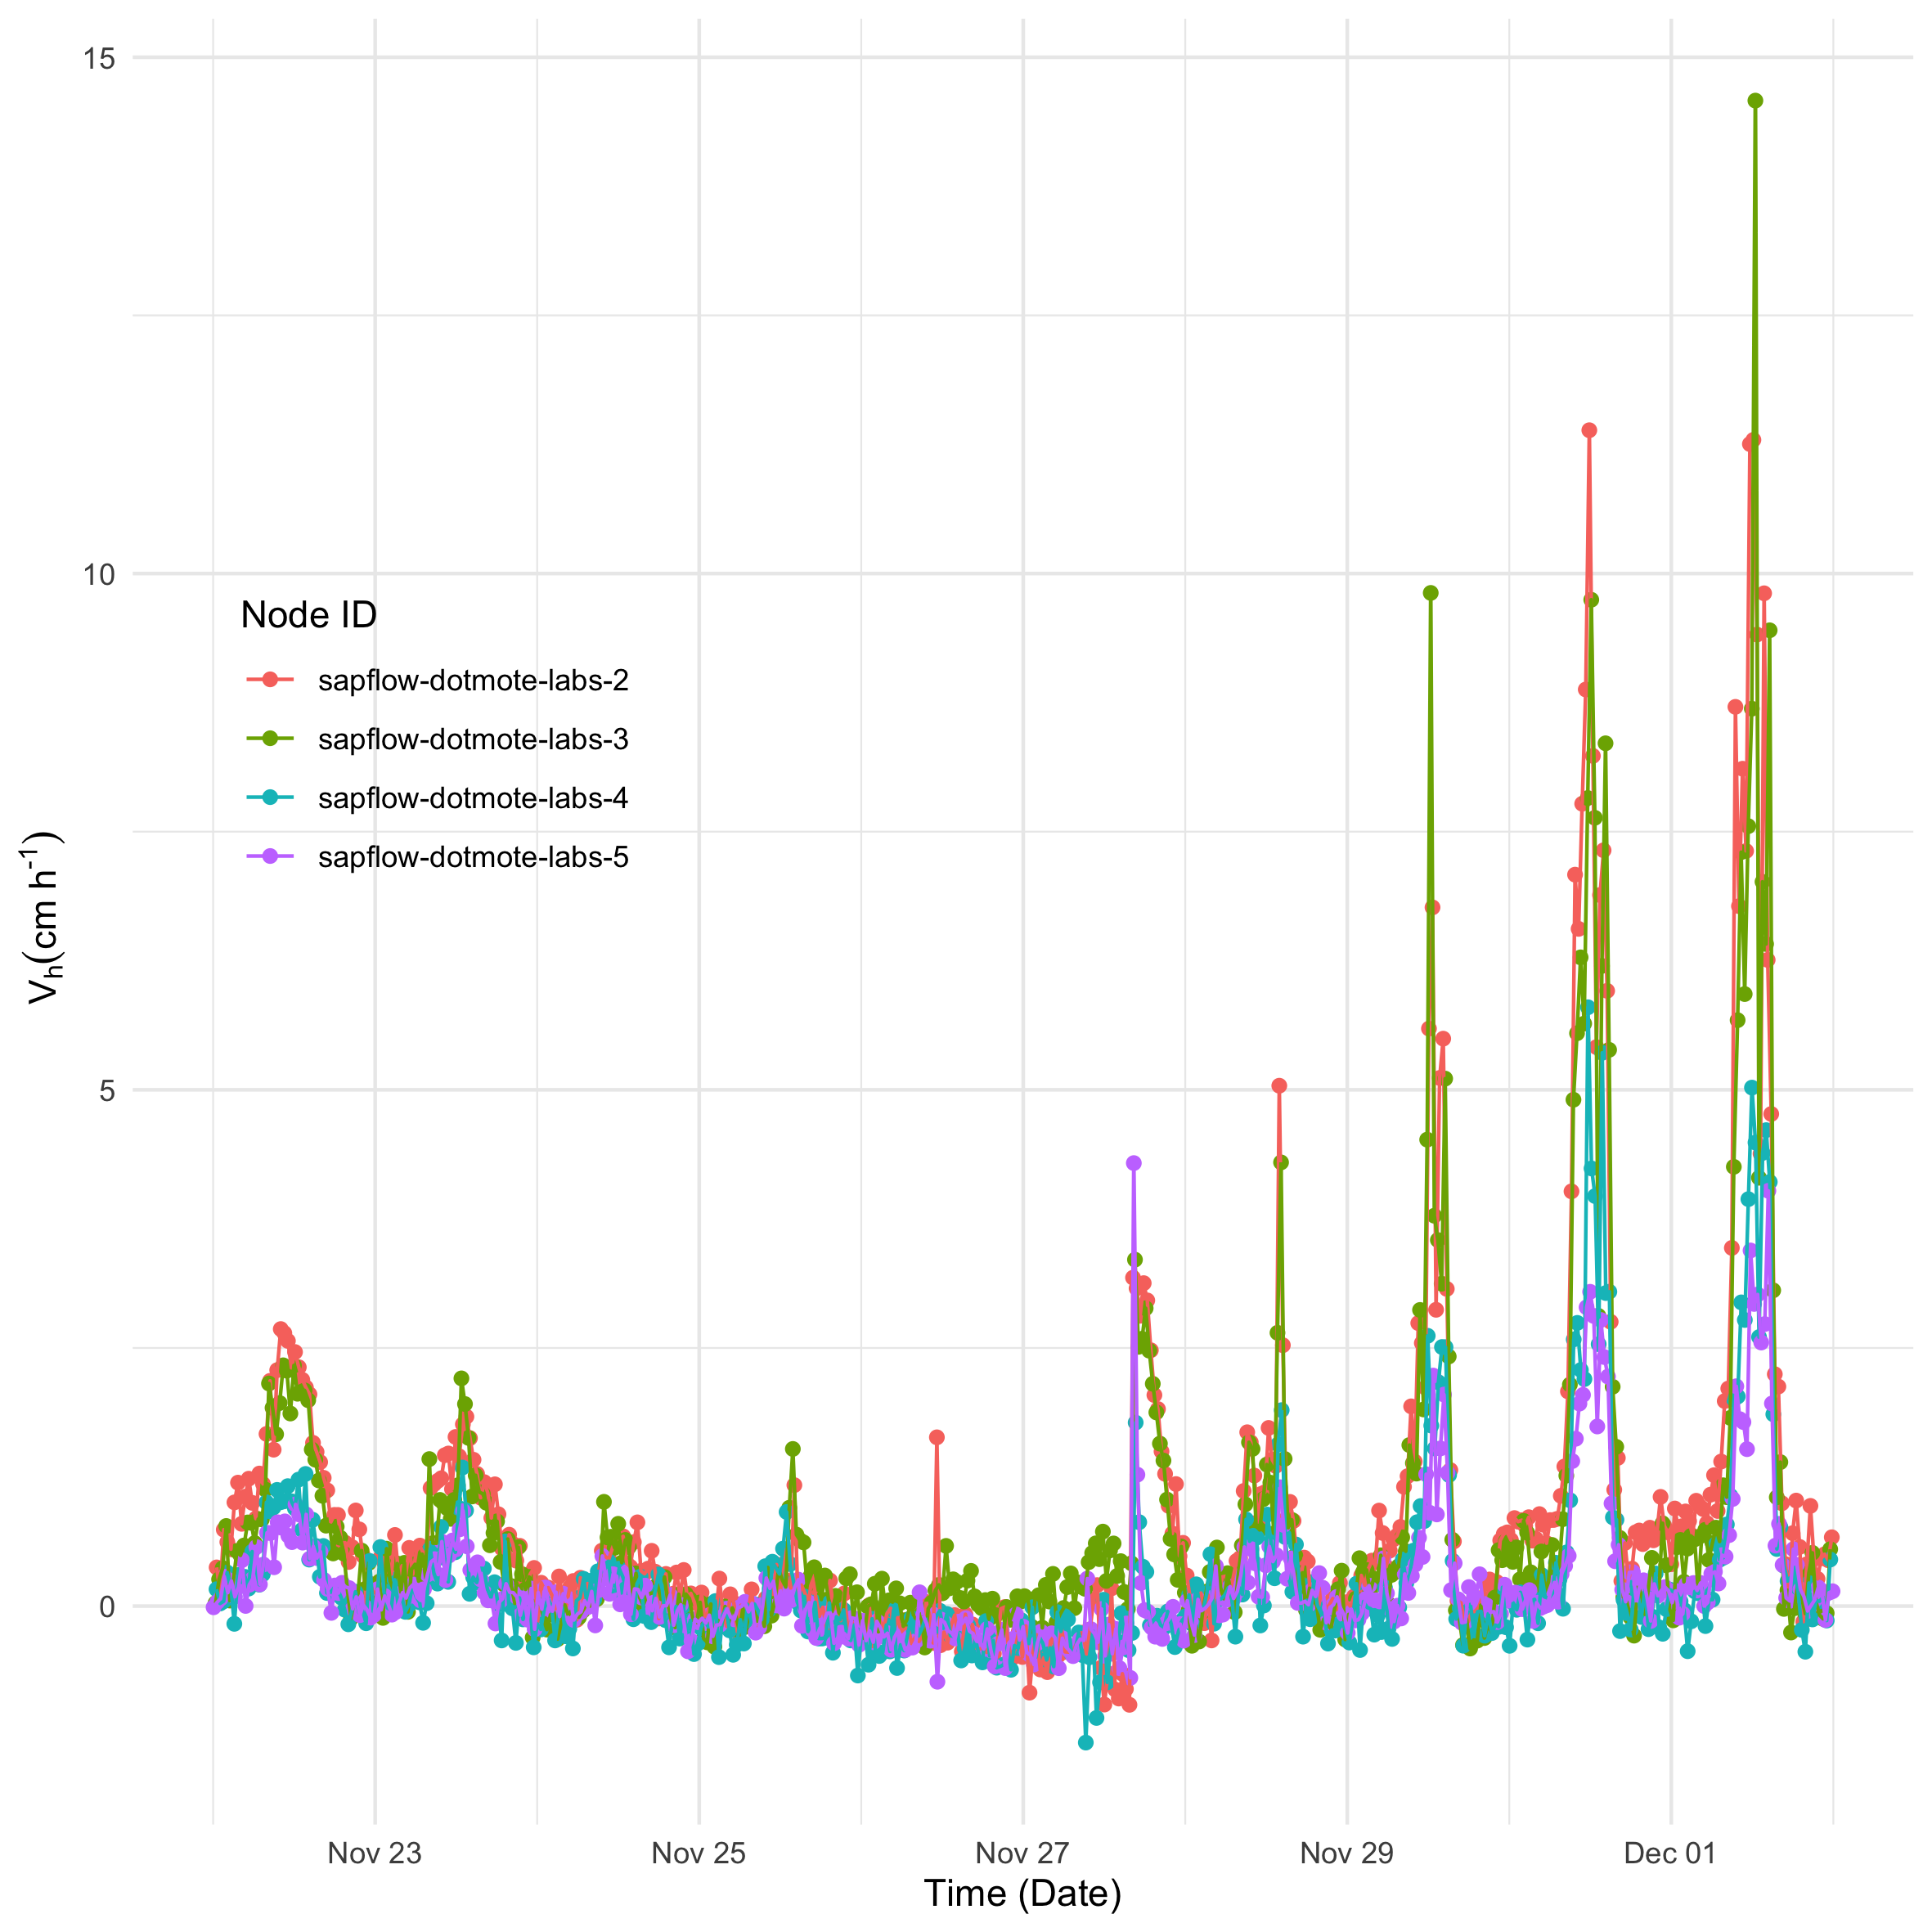 15
10
5
0
V_h(cm h^-1)
Node ID
sapflow-dotmote-labs-2
sapflow-dotmote-labs-3
sapflow-dotmote-labs-4
sapflow-dotmote-labs-5
Nov 23 Nov 25 Nov 27 Nov 29 Dec 01
Time (Date)